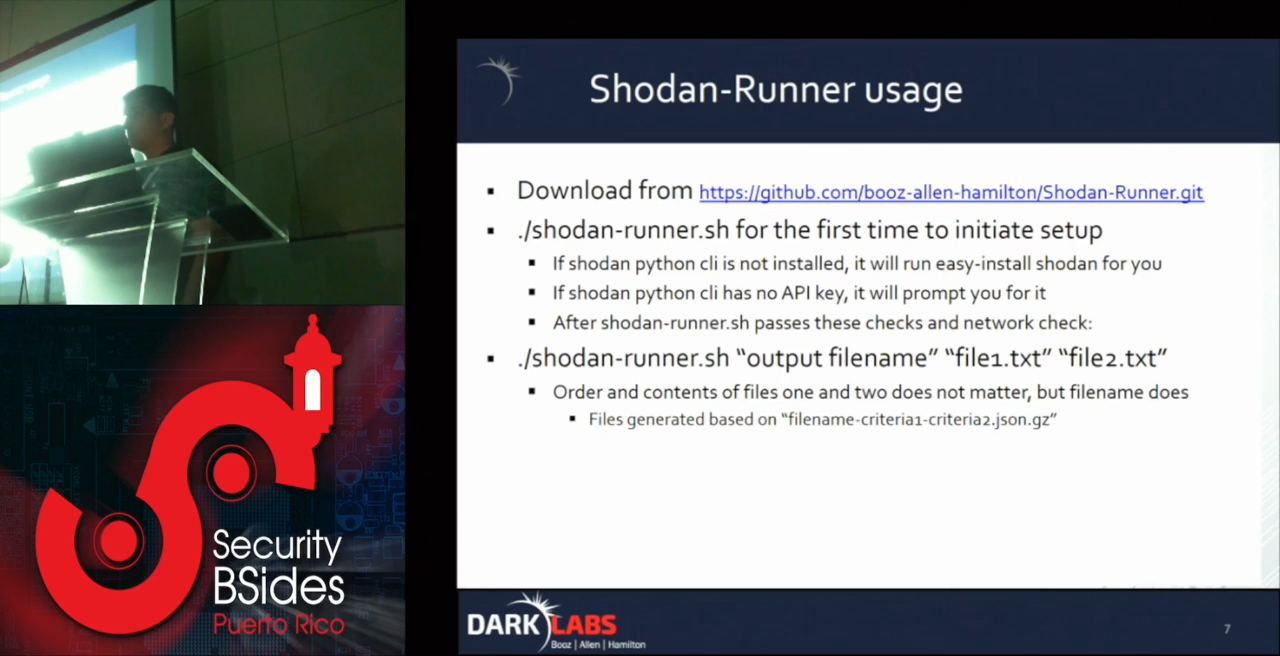 Shodan-Runner usage
Download from https://github.com/booz-allen-hamilton/Shodan-Runner.git
./shodan-runner.sh for the first time to initiate setup
If shodan python cli is not installed, it will run easy-install shodan for you
If shodan python cli has no API key, it will prompt you for it
After shodan-runner.sh passes these checks and network check:
./shodan-runner.sh “output filename” “file1.txt” “file2.txt”
Order and contents of files one and two does not matter, but filename does
Files generated based on “filename-criteria1-criteria2.json.gz”
Security
BSides
Puerto Rico
DARK LABS
Booz | Allen | Hamilton
7